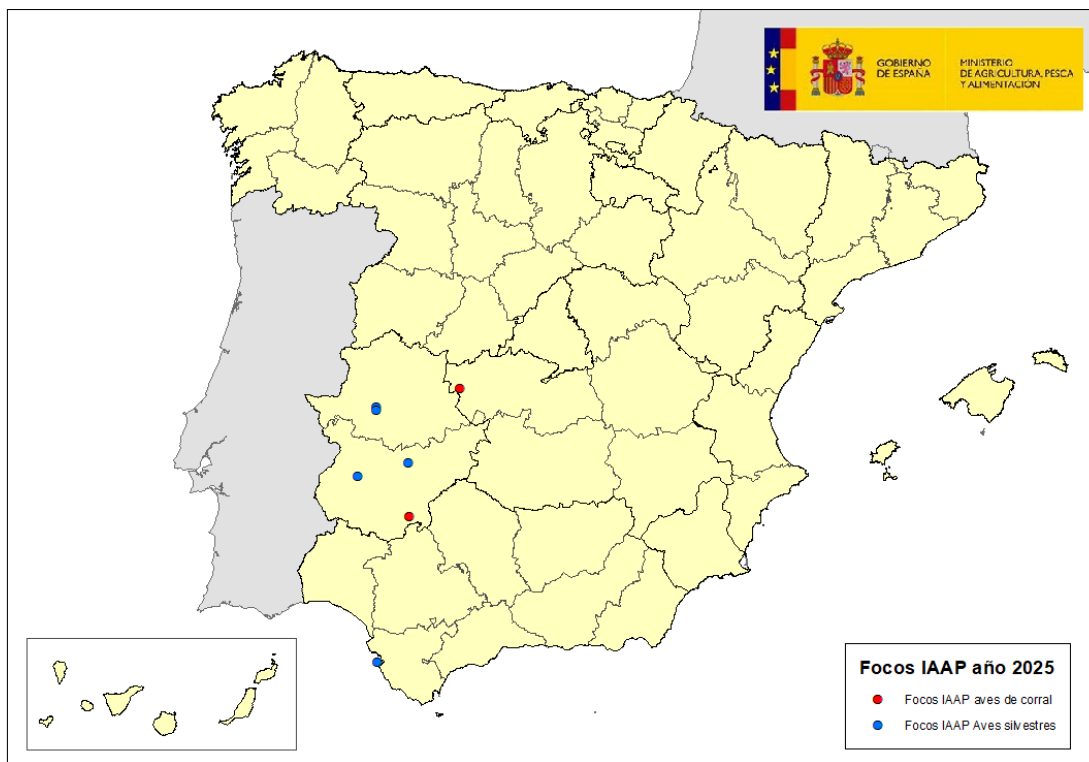 GOBIERNO
DE ESPAÑA
MINISTERIO
DE AGRICULTURA, PESCA
Y ALIMENTACIÓN
Focos IAAP año 2025
Focos IAAP aves de corral
Focos IAAP Aves silvestres